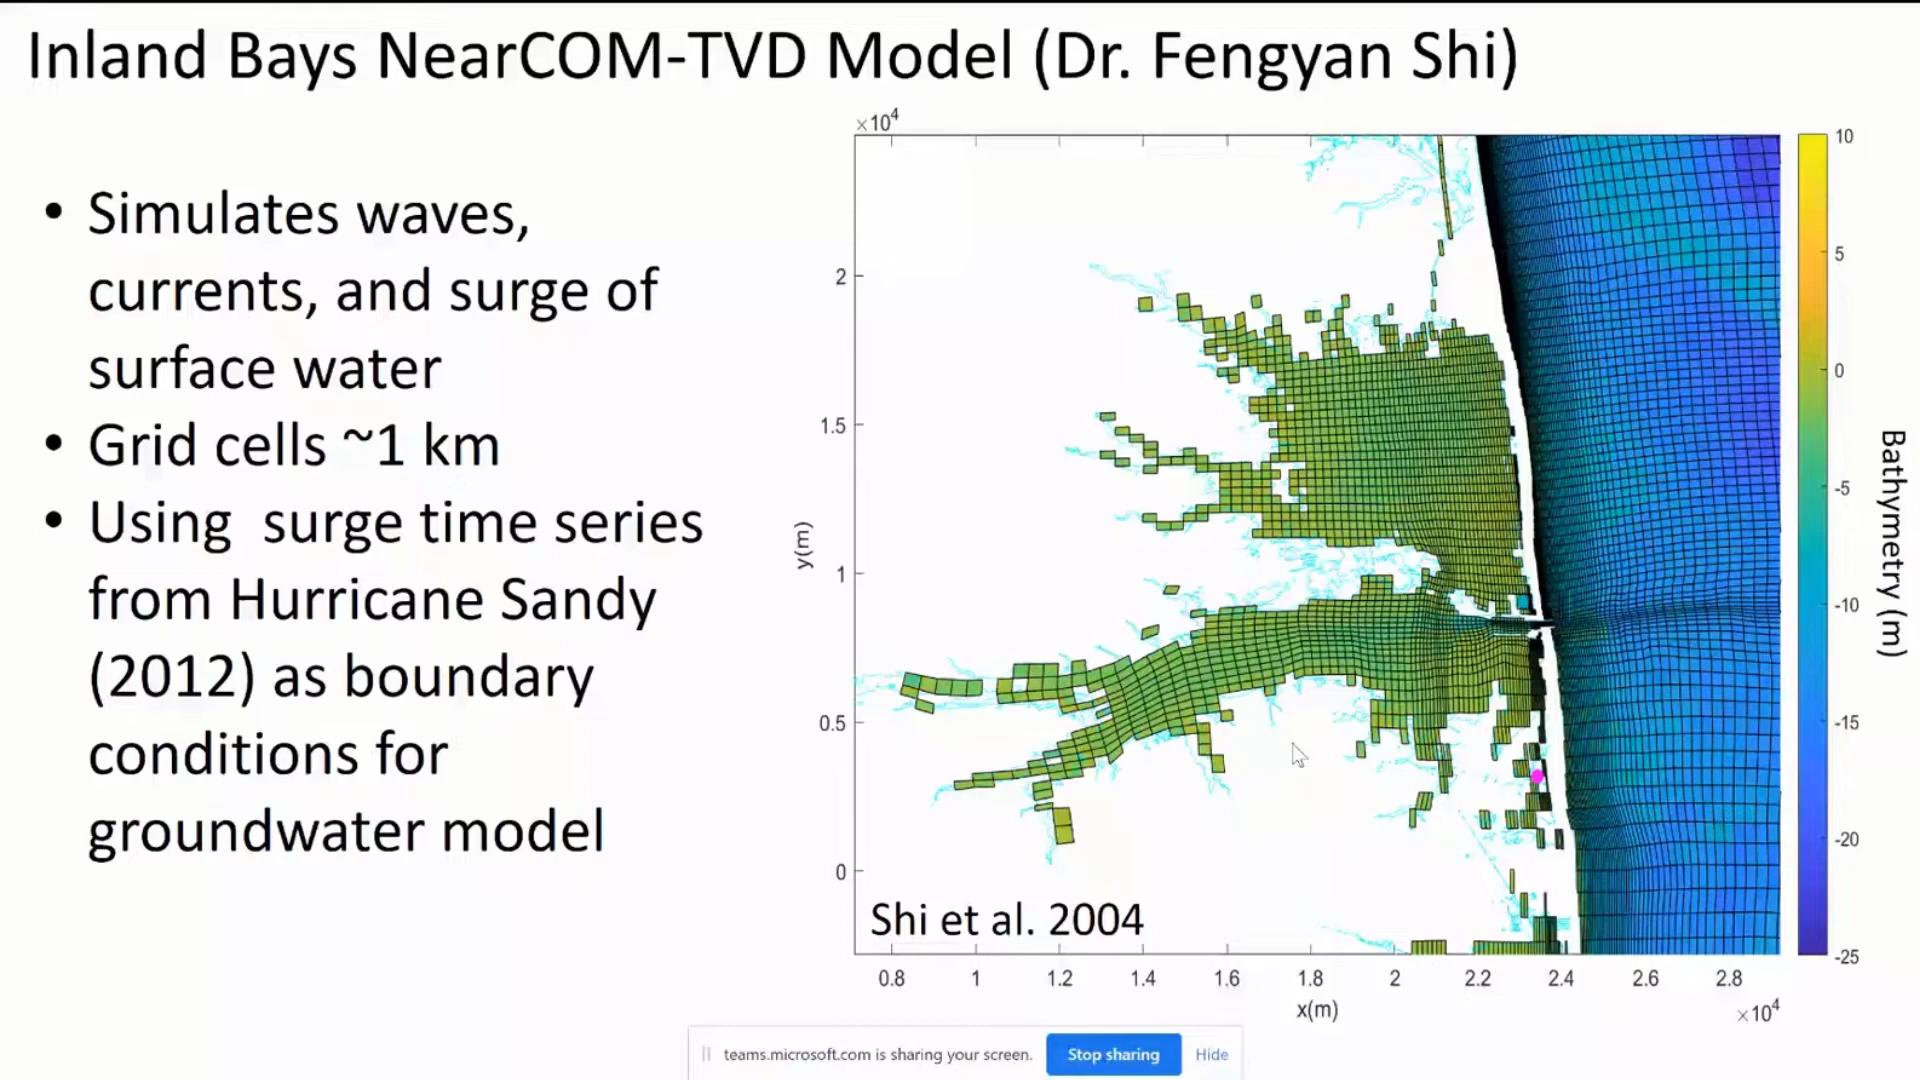 Inland Bays NearCOM-TVD Model (Dr. Fengyan Shi)
• Simulates waves,
currents, and surge of
surface water
• Grid cells ~1 km
• Using  surge time series
from Hurricane Sandy
(2012) as boundary
conditions for
groundwater model
×10⁴
2
1.5
1
0.5
0
y(m)
Shi et al. 2004
0.8 1 1.2 1.4 1.6 1.8 2 2.2 2.4 2.6 2.8
x(m)
×10⁴
10
5
0
-5
-10
-15
-20
-25
Bathymetry (m)
teams.microsoft.com is sharing your screen. Stop sharing Hide